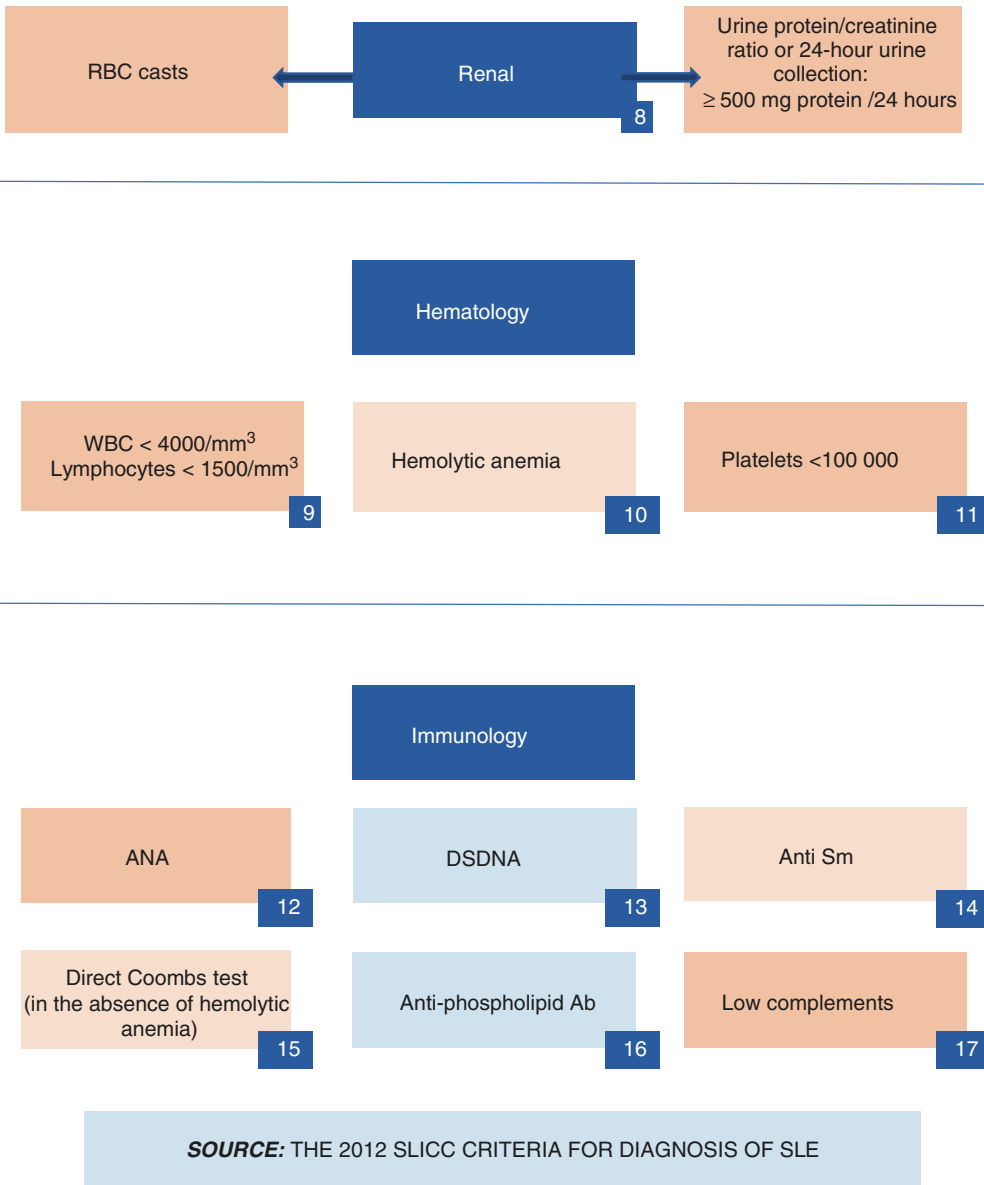 RBC casts
Renal
8
Urine protein/creatinine
ratio or 24-hour urine
collection:
≥ 500 mg protein /24 hours
Hematology
WBC < 4000/mm³
Lymphocytes < 1500/mm³
9
Hemolytic anemia
10
Platelets <100 000
11
Immunology
ANA
12
DSDNA
13
Anti Sm
14
Direct Coombs test
(in the absence of hemolytic
anemia)
15
Anti-phospholipid Ab
16
Low complements
17
SOURCE: THE 2012 SLICC CRITERIA FOR DIAGNOSIS OF SLE